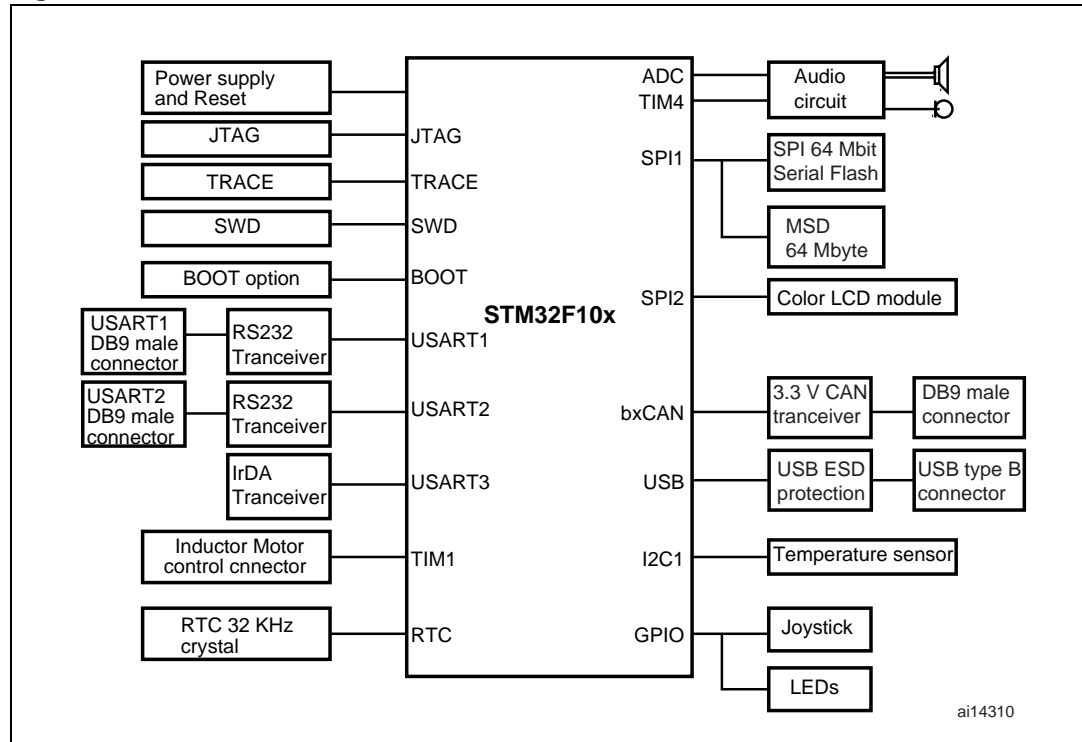 Power supply
and Reset
JTAG
TRACE
SWD
BOOT option
USART1
DB9 male
connector
RS232
Tranceiver
USART2
DB9 male
connector
RS232
Tranceiver
IrDA
Tranceiver
Inductor Motor
control cnnector
RTC 32 KHz
crystal
JTAG
TRACE
SWD
BOOT
USART1
USART2
USART3
TIM1
RTC
STM32F10x
ADC
TIM4
SPI1
SPI2
bxCAN
USB
I2C1
GPIO
Audio
circuit
SPI 64 Mbit
Serial Flash
MSD
64 Mbyte
Color LCD module
3.3 V CAN
tranceiver
DB9 male
connector
USB ESD
protection
USB type B
connector
Temperature sensor
Joystick
LEDs
ai14310